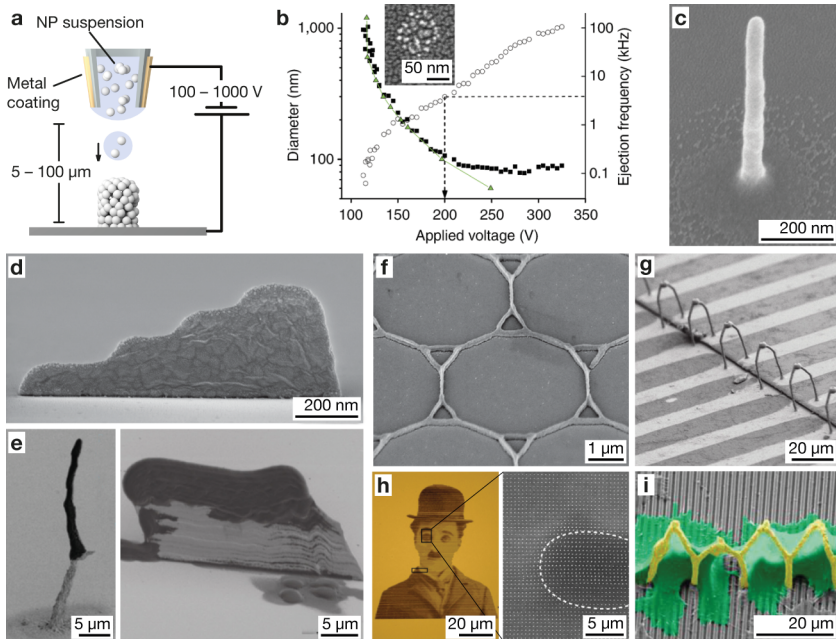 a
NP suspension
Metal
coating
100 – 1000 V
5 – 100 µm
b
Diameter (nm)
1,000
100
50 nm
100
150
200
250
300
350
Applied voltage (V)
100
10
1
0.1
Ejection frequency (kHz)
c
200 nm
d
200 nm
e
5 µm
5 µm
f
1 µm
g
20 µm
h
20 µm
5 µm
i
20 µm